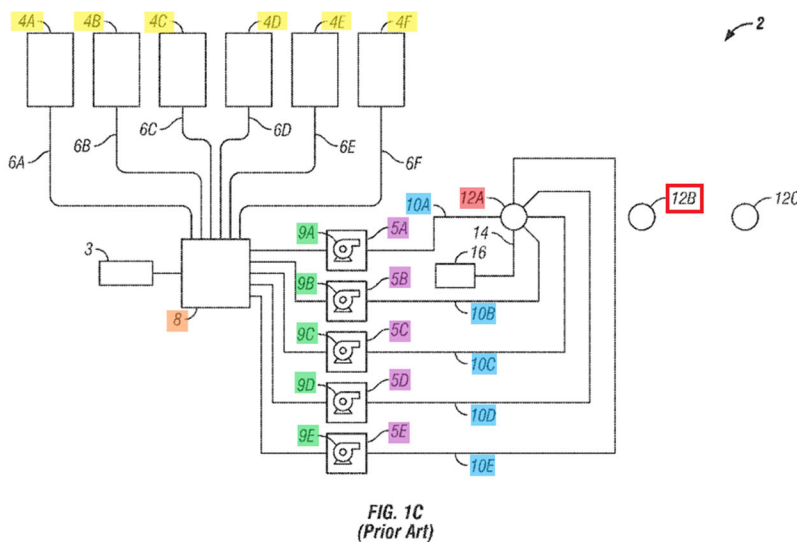 4A 4B 4C 4D 4E 4F
2
6A 6B 6C 6D 6E 6F
10A 12A 12B 12C
9A 5A 14 16
3
9B 5B 10B
8
9C 5C 10C
9D 5D 10D
9E 5E 10E
FIG. 1C
(Prior Art)